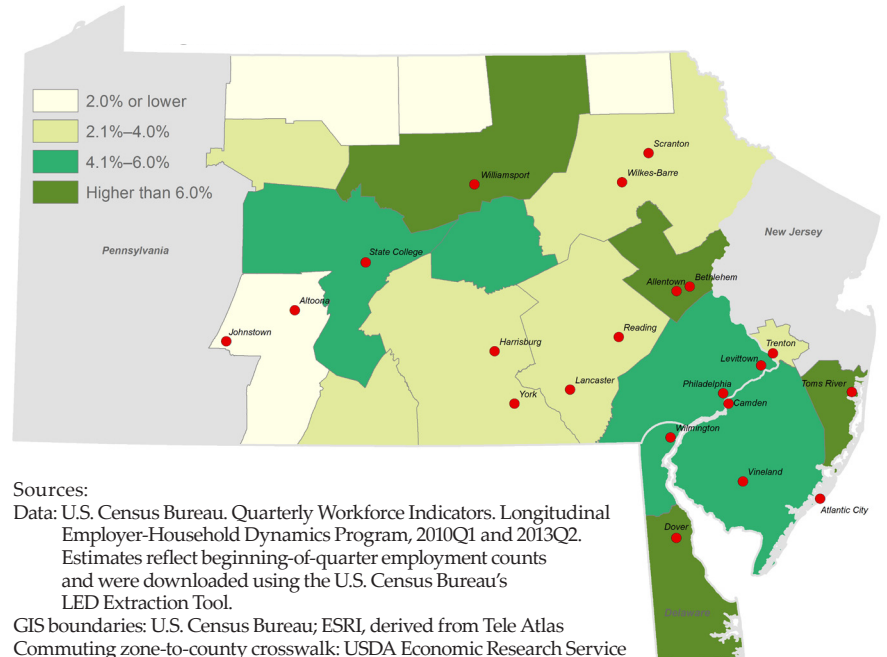 2.0% or lower
2.1%–4.0%
4.1%–6.0%
Higher than 6.0%
Pennsylvania
New Jersey
Scranton
Wilkes-Barre
Williamsport
State College
Bethlehem
Allentown
Altoona
Johnstown
Harrisburg
Reading
Trenton
Levittown
Lancaster
York
Philadelphia
Camden
Toms River
Wilmington
Vineland
Atlantic City
Dover
Delaware
Sources:
Data: U.S. Census Bureau. Quarterly Workforce Indicators. Longitudinal
Employer-Household Dynamics Program, 2010Q1 and 2013Q2.
Estimates reflect beginning-of-quarter employment counts
and were downloaded using the U.S. Census Bureau’s
LED Extraction Tool.
GIS boundaries: U.S. Census Bureau; ESRI, derived from Tele Atlas
Commuting zone-to-county crosswalk: USDA Economic Research Service